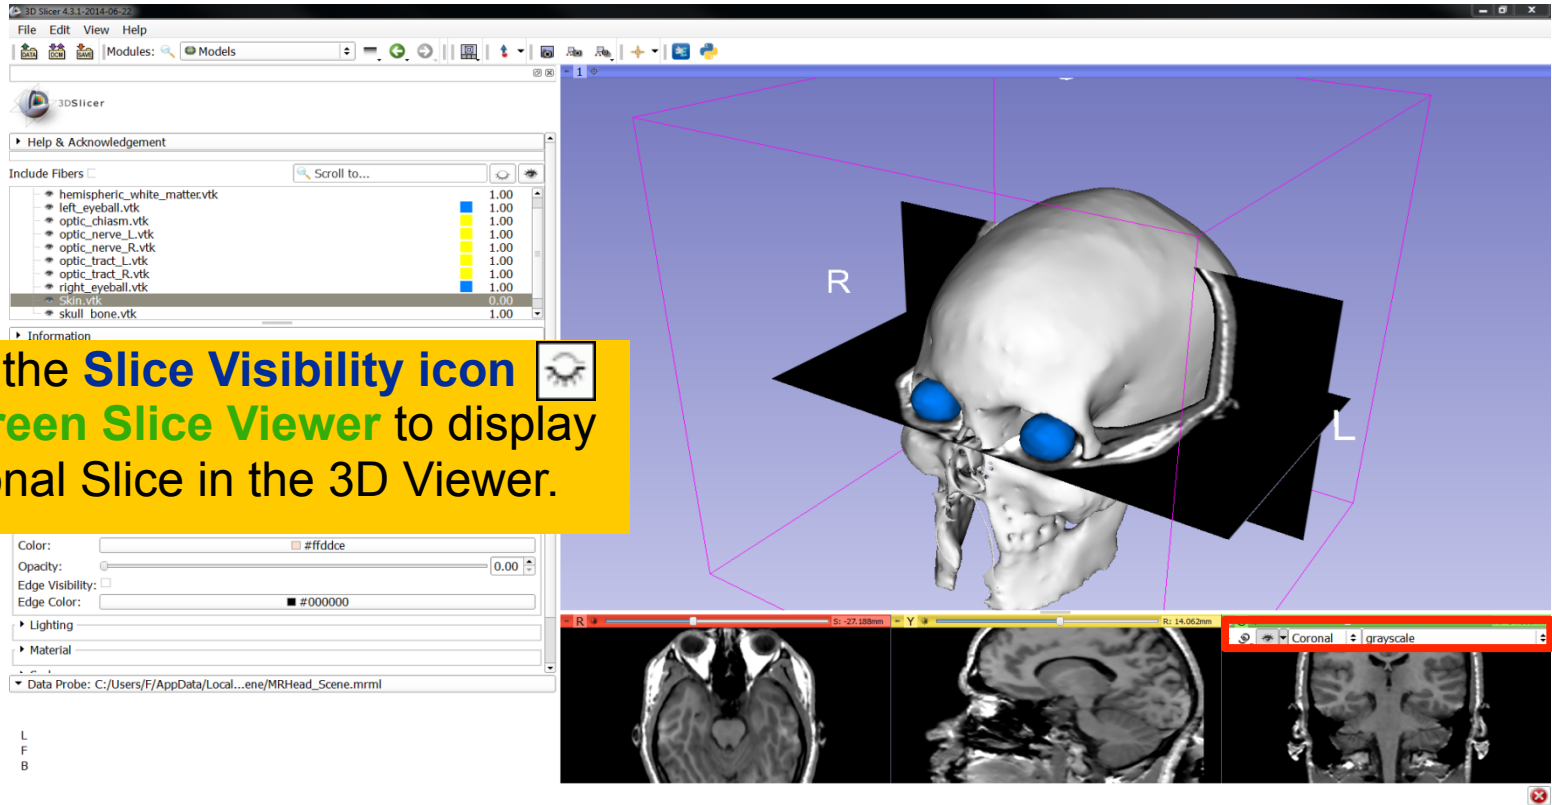 3D Slicer 4.3.1-2014-06-22
File Edit View Help
DATA DCM SAVE Modules: Models
1
3DSlicer
Help & Acknowledgement
Include Fibers Scroll to...
hemispheric_white_matter.vtk 1.00
left_eyeball.vtk 1.00
optic_chiasm.vtk 1.00
optic_nerve_L.vtk 1.00
optic_nerve_R.vtk 1.00
optic_tract_L.vtk 1.00
optic_tract_R.vtk 1.00
right_eyeball.vtk 1.00
Skin.vtk 0.00
skull_bone.vtk 1.00
Information
the Slice Visibility icon
reen Slice Viewer to display
onal Slice in the 3D Viewer.
Color: #ffddce
Opacity: 0.00
Edge Visibility:
Edge Color: #000000
Lighting
Material
Data Probe: C:/Users/F/AppData/Local...ene/MRHead_Scene.mrml
L
F
B
R
L
R S: -27.188mm
Y R: 14.062mm
Coronal grayscale